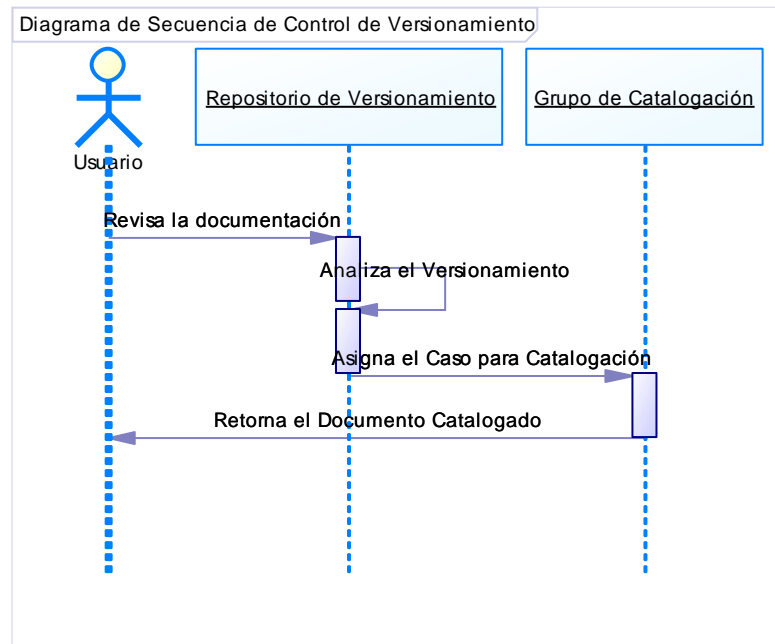 Diagrama de Secuencia de Control de Versionamiento
Usuario
Repositorio de Versionamiento
Grupo de Catalogación
Revisa la documentación
Analiza el Versionamiento
Asigna el Caso para Catalogación
Retorna el Documento Catalogado